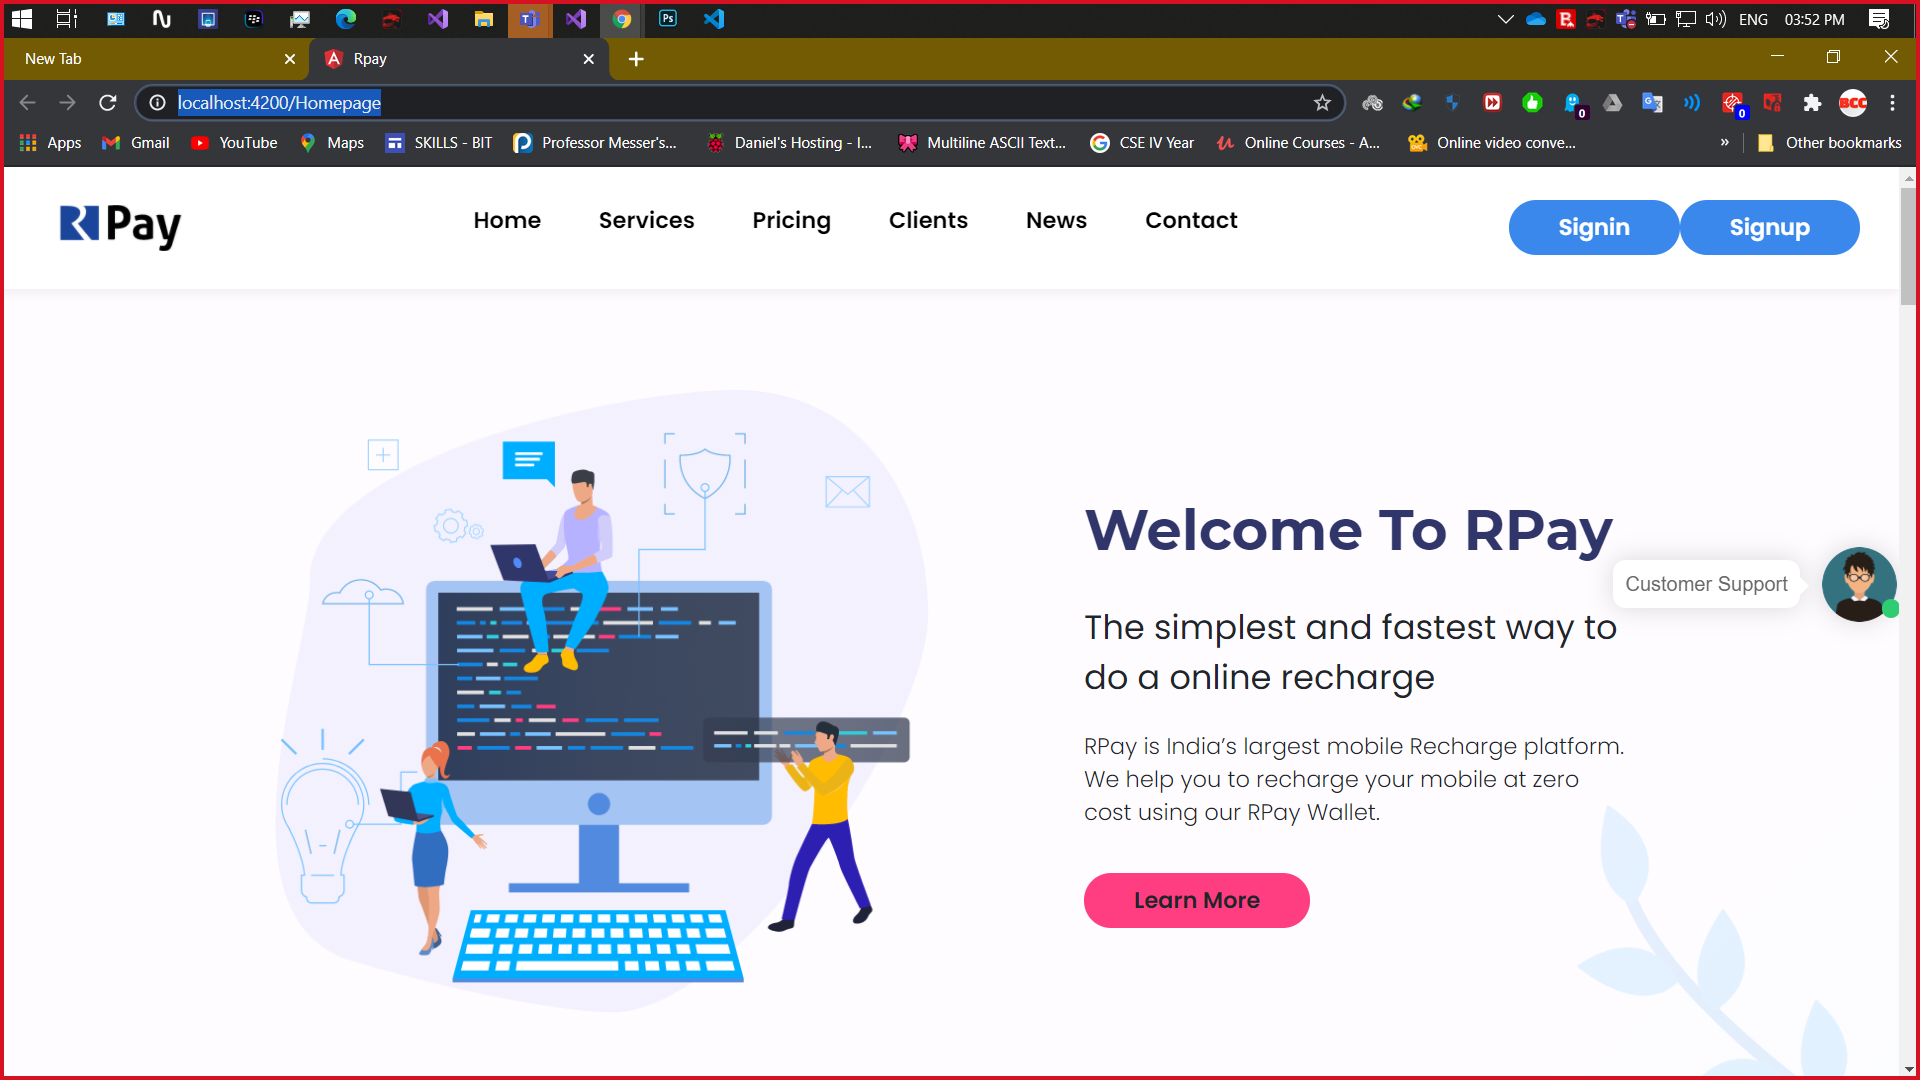 ENG 03:52 PM
New Tab
Rpay
localhost:4200/Homepage
0
0
BCC
Apps
Gmail
YouTube
Maps
SKILLS - BIT
Professor Messer's...
Daniel's Hosting - I...
Multiline ASCII Text...
CSE IV Year
Online Courses - A...
Online video conve...
»
Other bookmarks
R Pay
Home
Services
Pricing
Clients
News
Contact
Signin
Signup
Welcome To RPay
Customer Support
The simplest and fastest way to
do a online recharge
RPay is India’s largest mobile Recharge platform.
We help you to recharge your mobile at zero
cost using our RPay Wallet.
Learn More